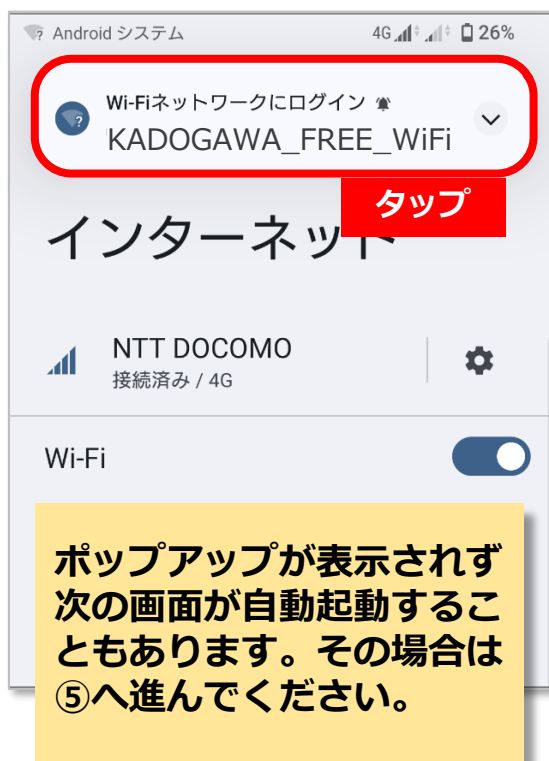 Android システム 4G 26%
Wi-Fiネットワークにログイン
'KADOGAWA_FREE_WiFi
タップ
インターネット
NTT DOCOMO
接続済み / 4G
Wi-Fi
ポップアップが表示されず
次の画面が自動起動するこ
ともあります。その場合は
⑤へ進んでください。